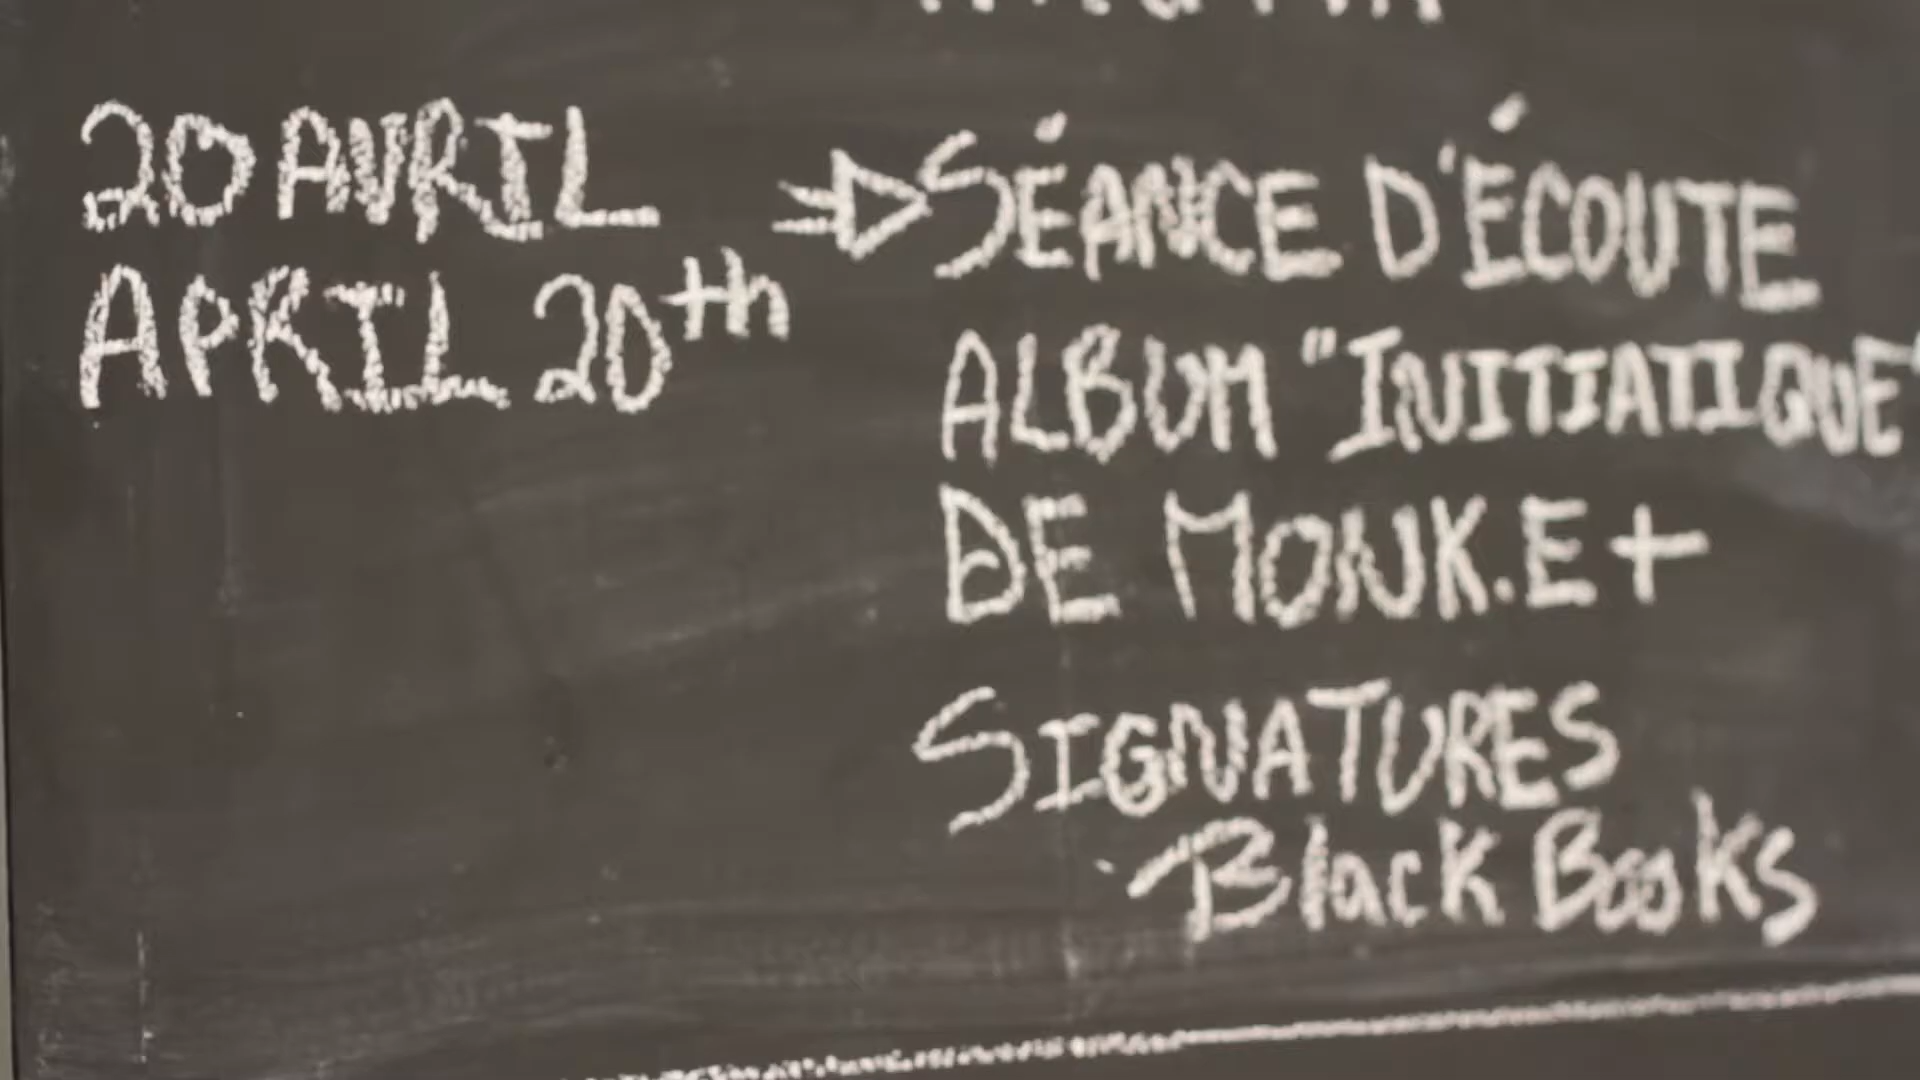 20 AVRIL
APRIL 20th
SÉANCE D'ÉCOUTE
ALBUM "INITIATIQUE"
DE MONK.E +
SIGNATURES
Black Books